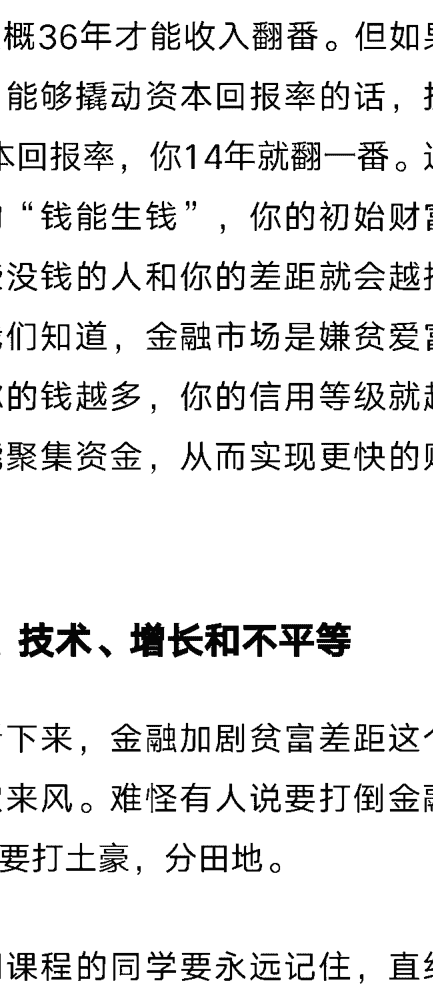 概36年才能收入翻番。但如
能够撬动资本回报率的话，
本回报率，你14年就翻一番。
“钱能生钱”，你的初始财
没钱的人和你的差距就会越
们知道，金融市场是嫌贫爱
的钱越多，你的信用等级就
聚集资金，从而实现更快的
技术、增长和不平等
下来，金融加剧贫富差距这
来风。难怪有人说要打倒金
要打土豪，分田地。
课程的同学要永远记住，直